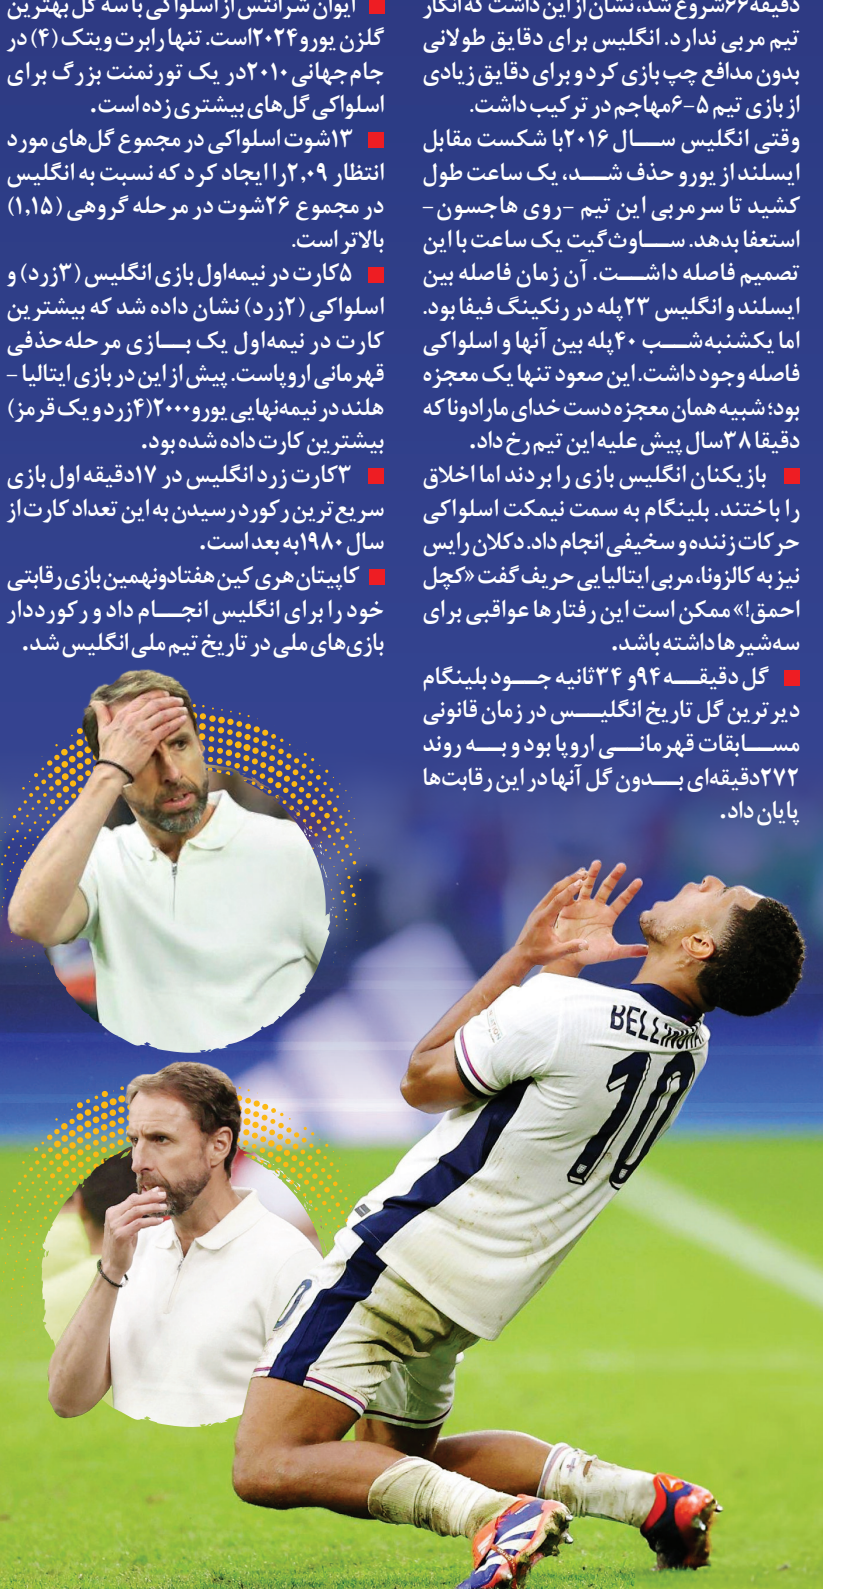 دقیقه۶۶شروع شد، نشان از این داشت که انگار
تیم مربی ندارد. انگلیس برای دقایق طولانی
بدون مدافع چپ بازی کرد و برای دقایق زیادی
از بازی تیم ۵-۶مهاجم در ترکیب داشت.
وقتی انگلیس سال ۲۰۱۶با شکست مقابل
ایسلند از یورو حذف شد، یک ساعت طول
کشید تا سرمربی این تیم -روی هاجسون-
استعفا بدهد. ساوث‌گیت یک ساعت با این
تصمیم فاصله داشت. آن زمان فاصله بین
ایسلند و انگلیس ۲۳پله در رنکینگ فیفا بود.
اما یکشنبه‌شب ۴۰پله بین آنها و اسلواکی
فاصله وجود داشت. این صعود تنها یک معجزه
بود؛ شبیه همان معجزه دست خدای مارادونا که
دقیقا ۳۸سال پیش علیه این تیم رخ داد.
بازیکنان انگلیس بازی را بردند اما اخلاق
را باختند. بلینگام به سمت نیمکت اسلواکی
حرکات زننده و سخیفی انجام داد. دکلان رایس
نیز به کالزونا، مربی ایتالیایی حریف گفت «کچل
احمق!» ممکن است این رفتارها عواقبی برای
سه‌شیرها داشته باشد.
گل دقیقه ۹۴و ۳۴ثانیه جود بلینگام
دیرترین گل تاریخ انگلیس در زمان قانونی
مسابقات قهرمانی اروپا بود و به روند
۲۷۲دقیقه‌ای بدون گل آنها در این رقابت‌ها
پایان داد.
ایوان شرانتس از اسلواکی با سه گل بهترین
گلزن یورو۲۰۲۴است. تنها رابرت ویتک (۴) در
جام‌جهانی ۲۰۱۰در یک تورنمنت بزرگ برای
اسلواکی گل‌های بیشتری زده است.
۱۳شوت اسلواکی در مجموع گل‌های مورد
انتظار ۲,۰۹را ایجاد کرد که نسبت به انگلیس
در مجموع ۲۶شوت در مرحله گروهی (۱,۱۵)
بالاتر است.
۵کارت در نیمه‌اول بازی انگلیس (۳زرد) و
اسلواکی (۲زرد) نشان داده شد که بیشترین
کارت در نیمه‌اول یک بازی مرحله حذفی
قهرمانی اروپاست. پیش از این در بازی ایتالیا -
هلند در نیمه‌نهایی یورو۲۰۰۰(۴زرد و یک قرمز)
بیشترین کارت داده شده بود.
۳کارت زرد انگلیس در ۱۷دقیقه اول بازی
سریع‌ترین رکورد رسیدن به این تعداد کارت از
سال ۱۹۸۰به بعد است.
کاپیتان هری کین هفتادونهمین بازی رقابتی
خود را برای انگلیس انجام داد و رکورددار
بازی‌های ملی در تاریخ تیم ملی انگلیس شد.
BELLINGHAM
10
0